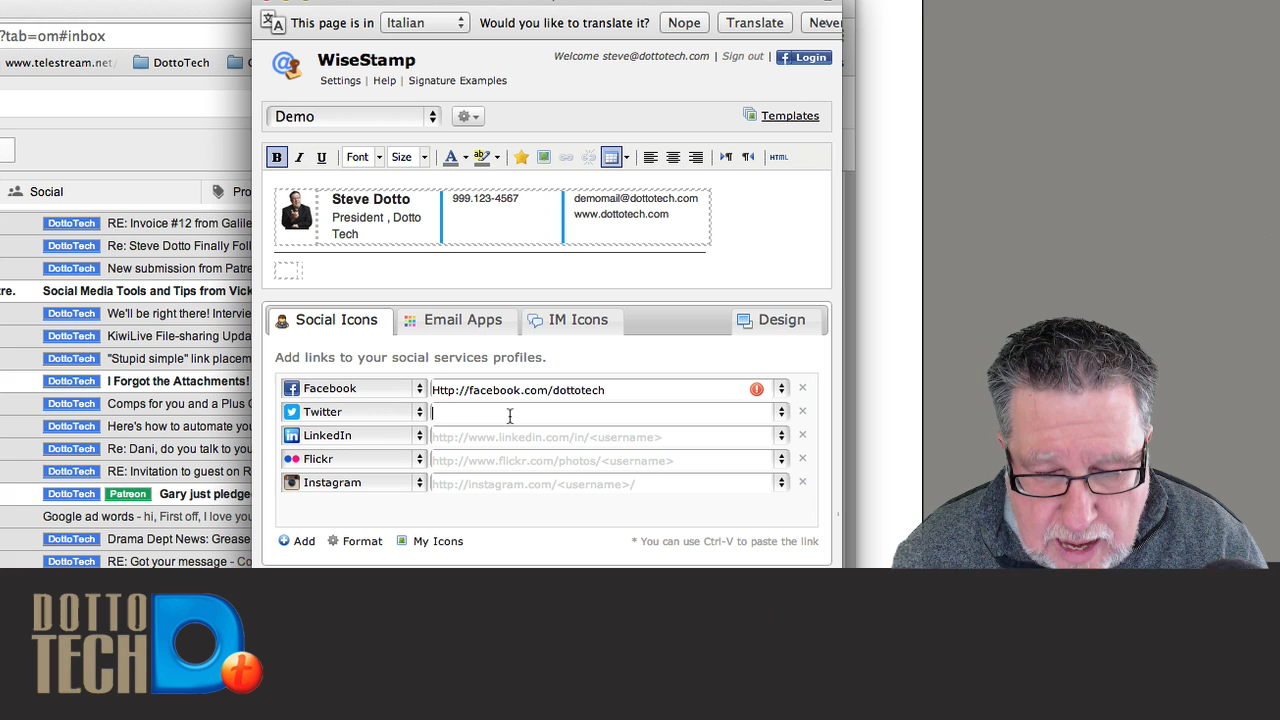 ?tab=om#inbox
www.telestream.net/
DottoTech
This page is in Italian Would you like to translate it? Nope Translate Never
WiseStamp
Welcome steve@dottotech.com | Sign out | Login
Settings | Help | Signature Examples
Demo
Templates
B I U Font Size A HTML
Steve Dotto
President , Dotto
Tech
999.123-4567
demomail@dottotech.com
www.dottotech.com
Social Icons Email Apps IM Icons Design
Add links to your social services profiles.
Facebook Http://facebook.com/dottotech
Twitter
LinkedIn http://www.linkedin.com/in/<username>
Flickr http://www.flickr.com/photos/<username>
Instagram http://instagram.com/<username>/
Add Format My Icons * You can use Ctrl-V to paste the link
Social Pro
DottoTech RE: Invoice #12 from Galile
DottoTech Re: Steve Dotto Finally Foll
DottoTech New submission from Patre
tre. Social Media Tools and Tips from Vick
DottoTech We'll be right there! Intervie
DottoTech KiwiLive File-sharing Upda
DottoTech "Stupid simple" link placem
DottoTech I Forgot the Attachments!
DottoTech Comps for you and a Plus C
DottoTech Here's how to automate you
DottoTech Re: Dani, do you talk to you
DottoTech RE: Invitation to guest on R
DottoTech Patreon Gary just pledge
Google ad words - hi, First off, I love you
DottoTech Drama Dept News: Grease
DottoTech RE: Got your message - Co
DOTTO
TECH